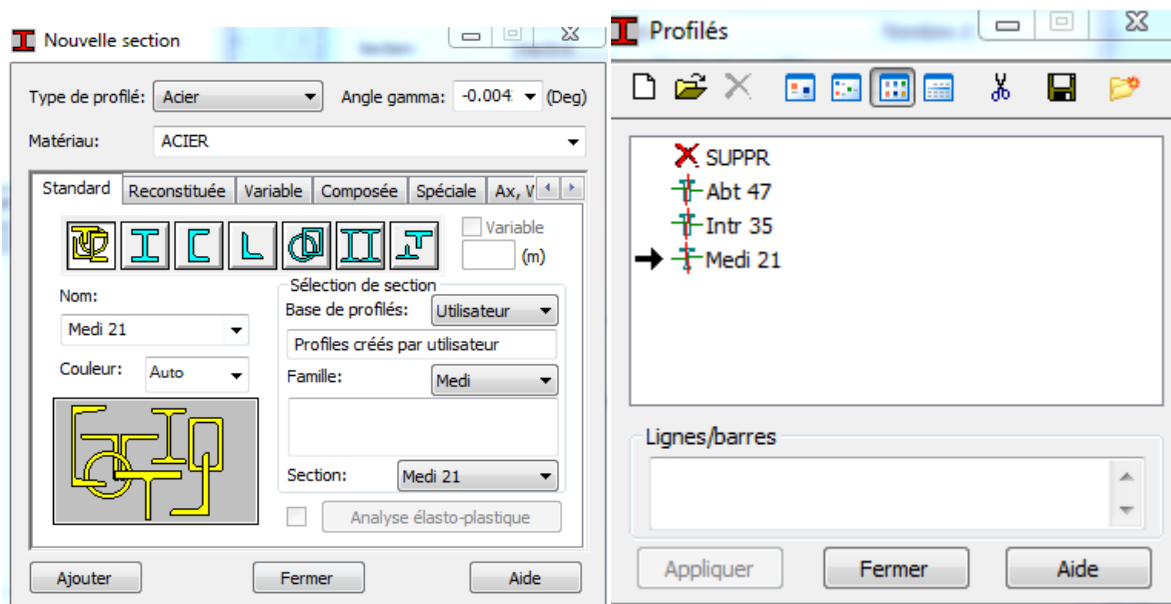 Nouvelle section
Type de profilé: Acier Angle gamma: -0.004 (Deg)
Matériau: ACIER
Standard Reconstituée Variable Composée Spéciale Ax,
Variable
(m)
Nom:
Medi 21
Couleur: Auto
Sélection de section
Base de profilés: Utilisateur
Profiles créés par utilisateur
Famille: Medi
Section: Medi 21
Analyse élasto-plastique
Ajouter Fermer Aide
Profilés
SUPPR
Abt 47
Intr 35
Medi 21
Lignes/barres
Appliquer Fermer Aide